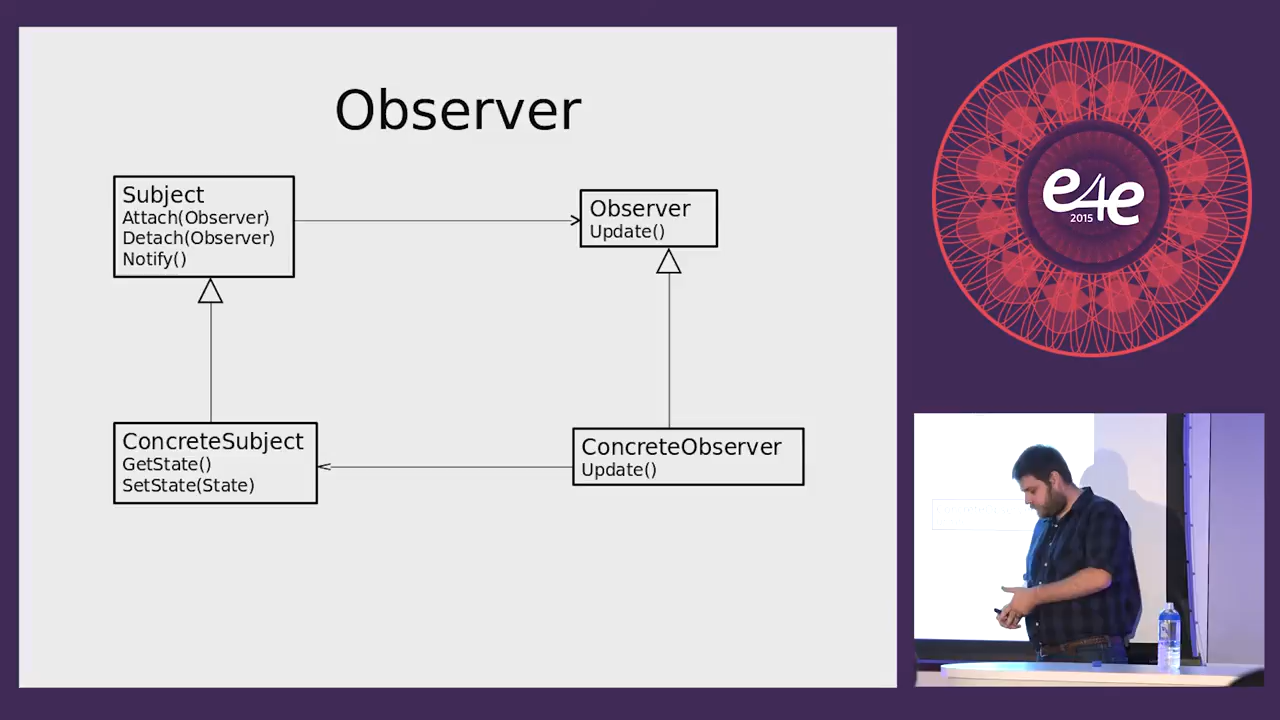 Observer
Subject
Attach(Observer)
Detach(Observer)
Notify()
Observer
Update()
ConcreteSubject
GetState()
SetState(State)
ConcreteObserver
Update()
e4e
2015